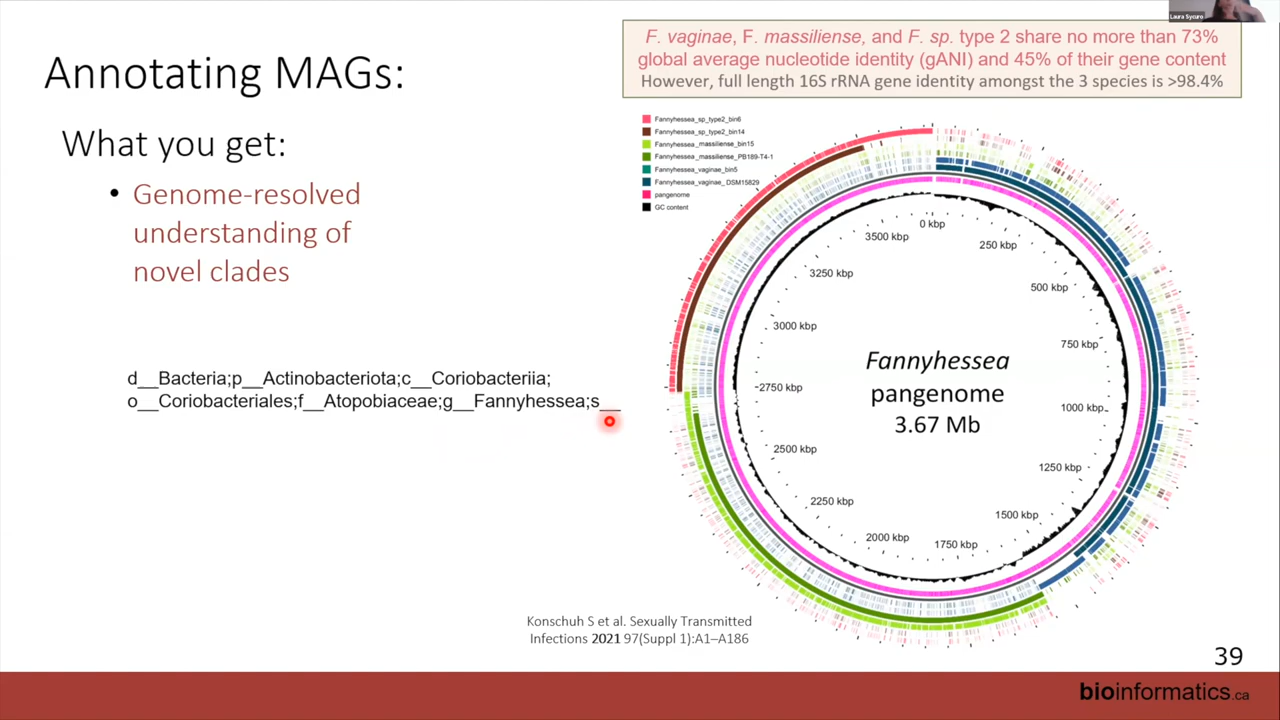 Laura Sycuro
F. vaginae, F. massiliense, and F. sp. type 2 share no more than 73%
global average nucleotide identity (gANI) and 45% of their gene content
However, full length 16S rRNA gene identity amongst the 3 species is >98.4%
Annotating MAGs:
What you get:
• Genome-resolved
understanding of
novel clades
d__Bacteria;p__Actinobacteriota;c__Coriobacteriia;
o__Coriobacteriales;f__Atopobiaceae;g__Fannyhessea;s__
Fannyhessea_sp_type2_bin6
Fannyhessea_sp_type2_bin14
Fannyhessea_massiliense_bin15
Fannyhessea_massiliense_PB189-T4-1
Fannyhessea_vaginae_bin5
Fannyhessea_vaginae_DSM15829
pangenome
GC content
0 kbp
250 kbp
500 kbp
750 kbp
1000 kbp
1250 kbp
1500 kbp
1750 kbp
2000 kbp
2250 kbp
2500 kbp
2750 kbp
3000 kbp
3250 kbp
3500 kbp
Fannyhessea
pangenome
3.67 Mb
Konschuh S et al. Sexually Transmitted
Infections 2021 97(Suppl 1):A1–A186
39
bioinformatics.ca